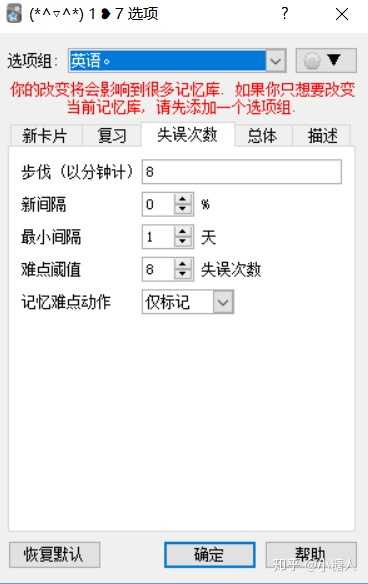 (*^▽^*) 1 ❥ 7 选项 ? ×
选项组: 英语。 ▼
你的改变将会影响到很多记忆库. 如果你只想要改变
当前记忆库, 请先添加一个选项组.
新卡片 复习 失误次数 总体 描述
步伐（以分钟计） 8
新间隔 0 %
最小间隔 1 天
难点阈值 8 失误次数
记忆难点动作 仅标记
恢复默认 确定 帮助
知乎 @小糖人